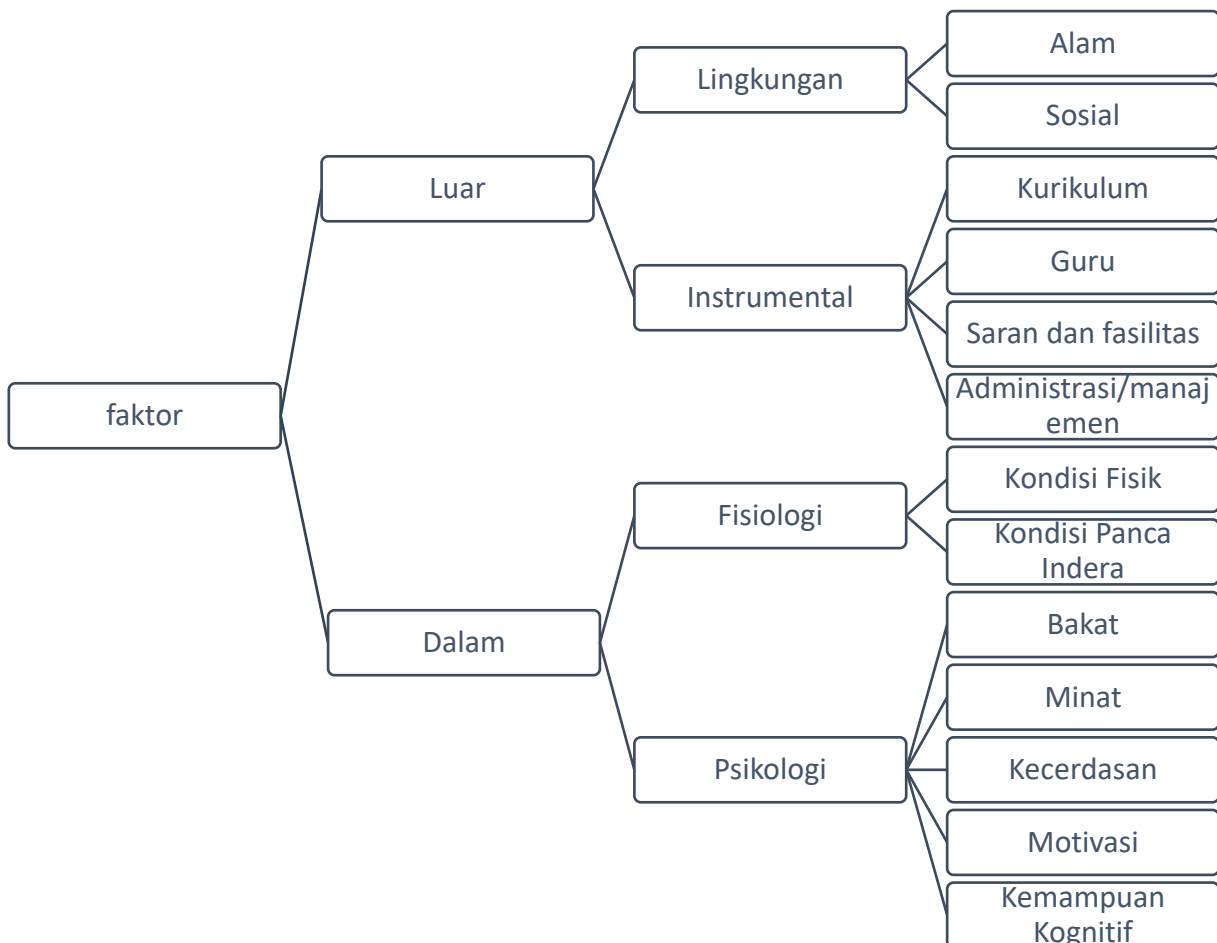 Alam
Lingkungan
Sosial
Luar
Kurikulum
Guru
Instrumental
Saran dan fasilitas
Administrasi/manaj
emen
faktor
Kondisi Fisik
Fisiologi
Kondisi Panca
Indera
Dalam
Bakat
Minat
Psikologi
Kecerdasan
Motivasi
Kemampuan
Kognitif